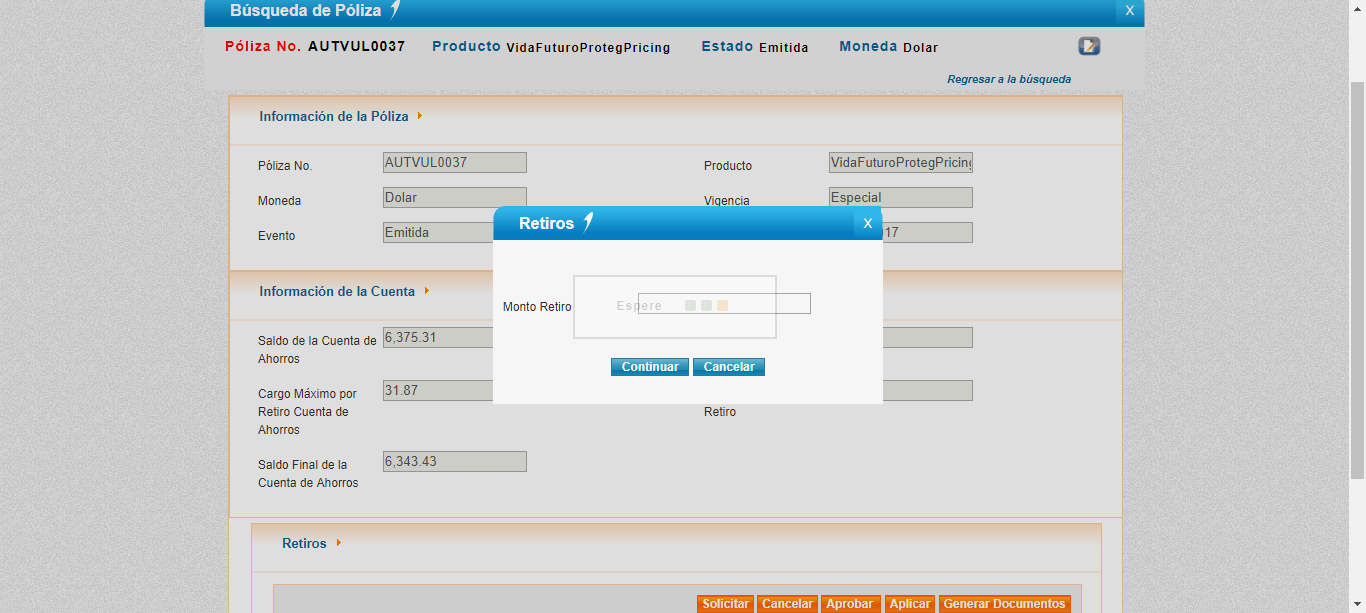 Búsqueda de Póliza
X
Póliza No. AUTVUL0037 Producto VidaFuturoProtegPricing Estado Emitida Moneda Dolar
Regresar a la búsqueda
Información de la Póliza
Póliza No. AUTVUL0037 Producto VidaFuturoProtegPricing
Moneda Dolar Vigencia Especial
Evento Emitida 17
Retiros X
Monto Retiro Espere
Continuar Cancelar
Información de la Cuenta
Saldo de la Cuenta de Ahorros 6,375.31
Cargo Máximo por Retiro Cuenta de Ahorros 31.87
Retiro
Saldo Final de la Cuenta de Ahorros 6,343.43
Retiros
Solicitar Cancelar Aprobar Aplicar Generar Documentos